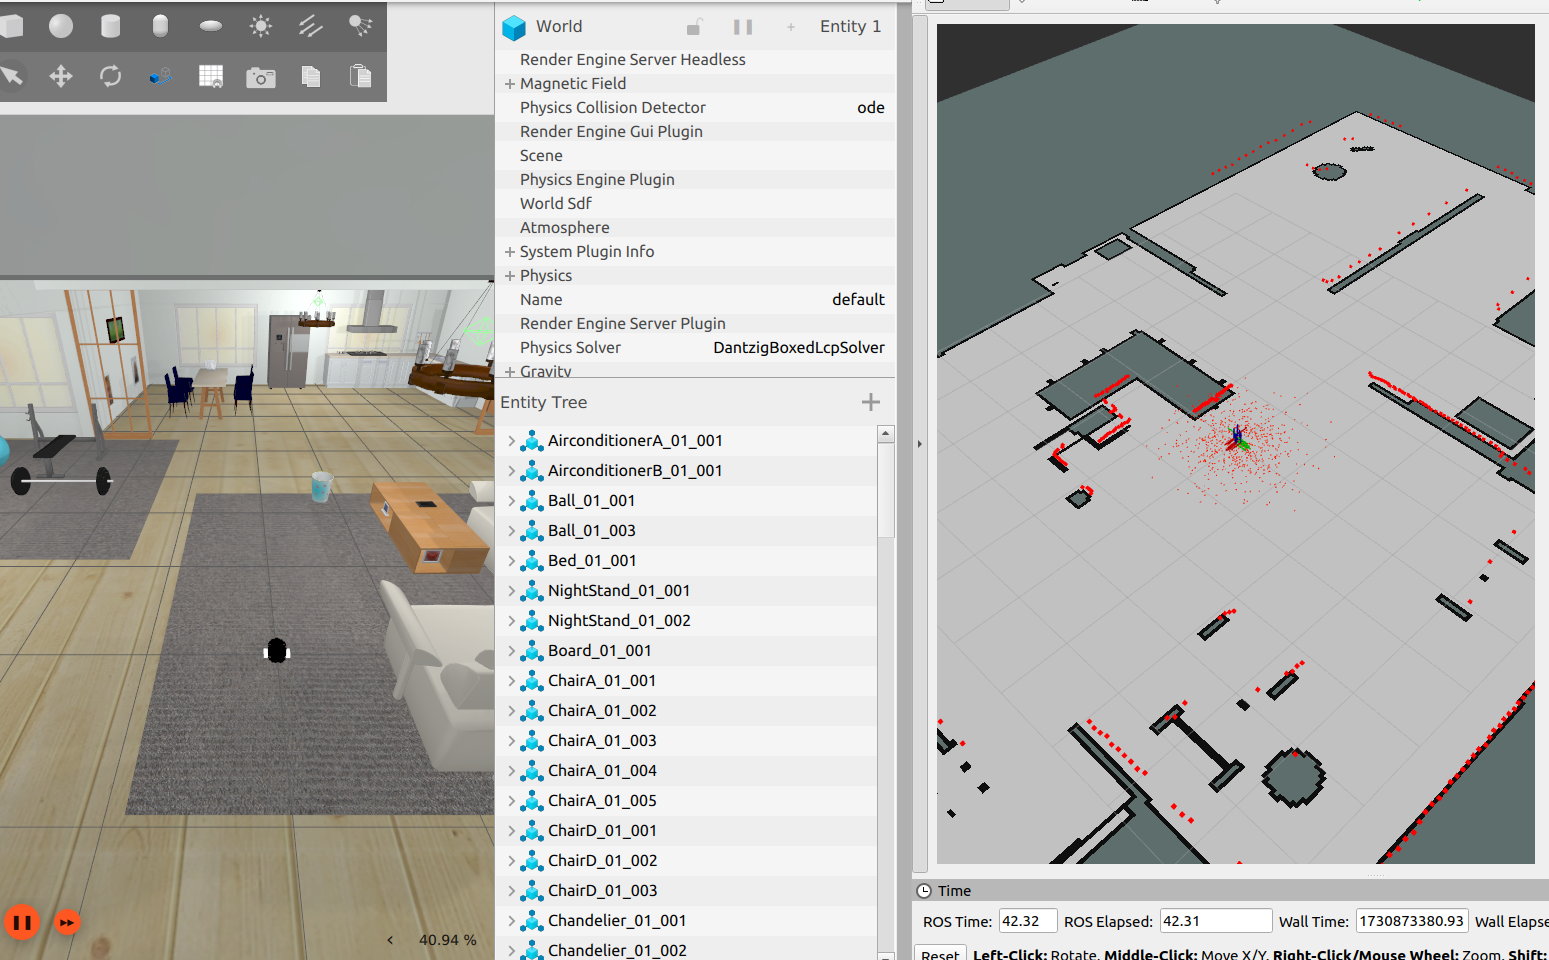 World
Entity 1
Render Engine Server Headless
Magnetic Field
Physics Collision Detector ode
Render Engine Gui Plugin
Scene
Physics Engine Plugin
World Sdf
Atmosphere
System Plugin Info
Physics
Name default
Render Engine Server Plugin
Physics Solver DantzigBoxedLcpSolver
Gravity
Entity Tree
AirconditionerA_01_001
AirconditionerB_01_001
Ball_01_001
Ball_01_003
Bed_01_001
NightStand_01_001
NightStand_01_002
Board_01_001
ChairA_01_001
ChairA_01_002
ChairA_01_003
ChairA_01_004
ChairA_01_005
ChairD_01_001
ChairD_01_002
ChairD_01_003
Chandelier_01_001
Chandelier_01_002
40.94 %
Time
ROS Time: 42.32 ROS Elapsed: 42.31 Wall Time: 1730873380.93 Wall Elapse
Reset Left-Click: Rotate. Middle-Click: Move X/Y. Right-Click/Mouse Wheel: Zoom. Shift: